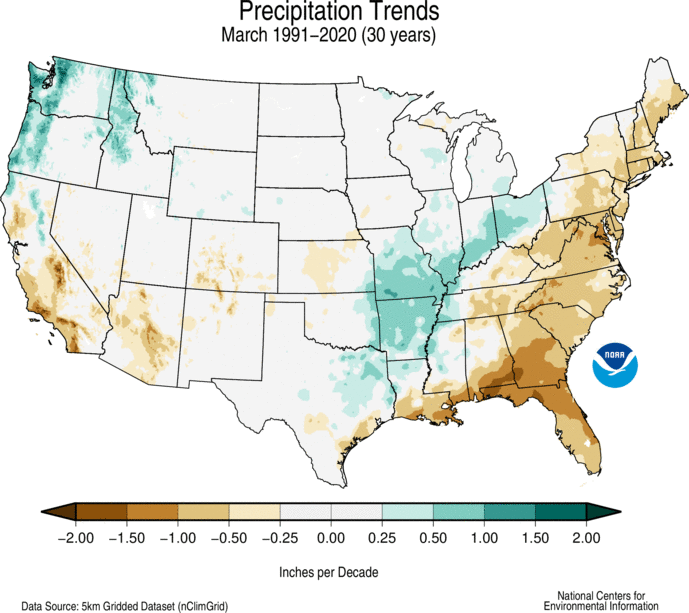 Precipitation Trends
March 1991−2020 (30 years)
NOAA
−2.00 −1.50 −1.00 −0.50 −0.25 0.00 0.25 0.50 1.00 1.50 2.00
Inches per Decade
Data Source: 5km Gridded Dataset (nClimGrid)
National Centers for
Environmental Information